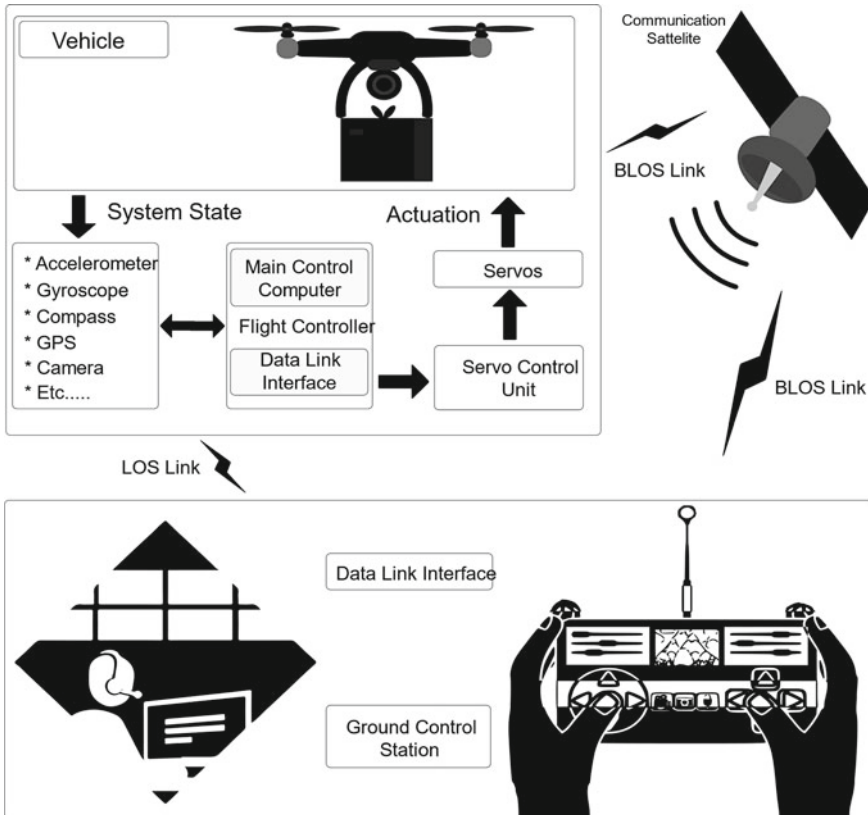 Vehicle
Communication
Sattelite
BLOS Link
System State
Actuation
* Accelerometer
* Gyroscope
* Compass
* GPS
* Camera
* Etc.....
Main Control
Computer
Flight Controller
Data Link
Interface
Servos
Servo Control
Unit
BLOS Link
LOS Link
Data Link Interface
Ground Control
Station